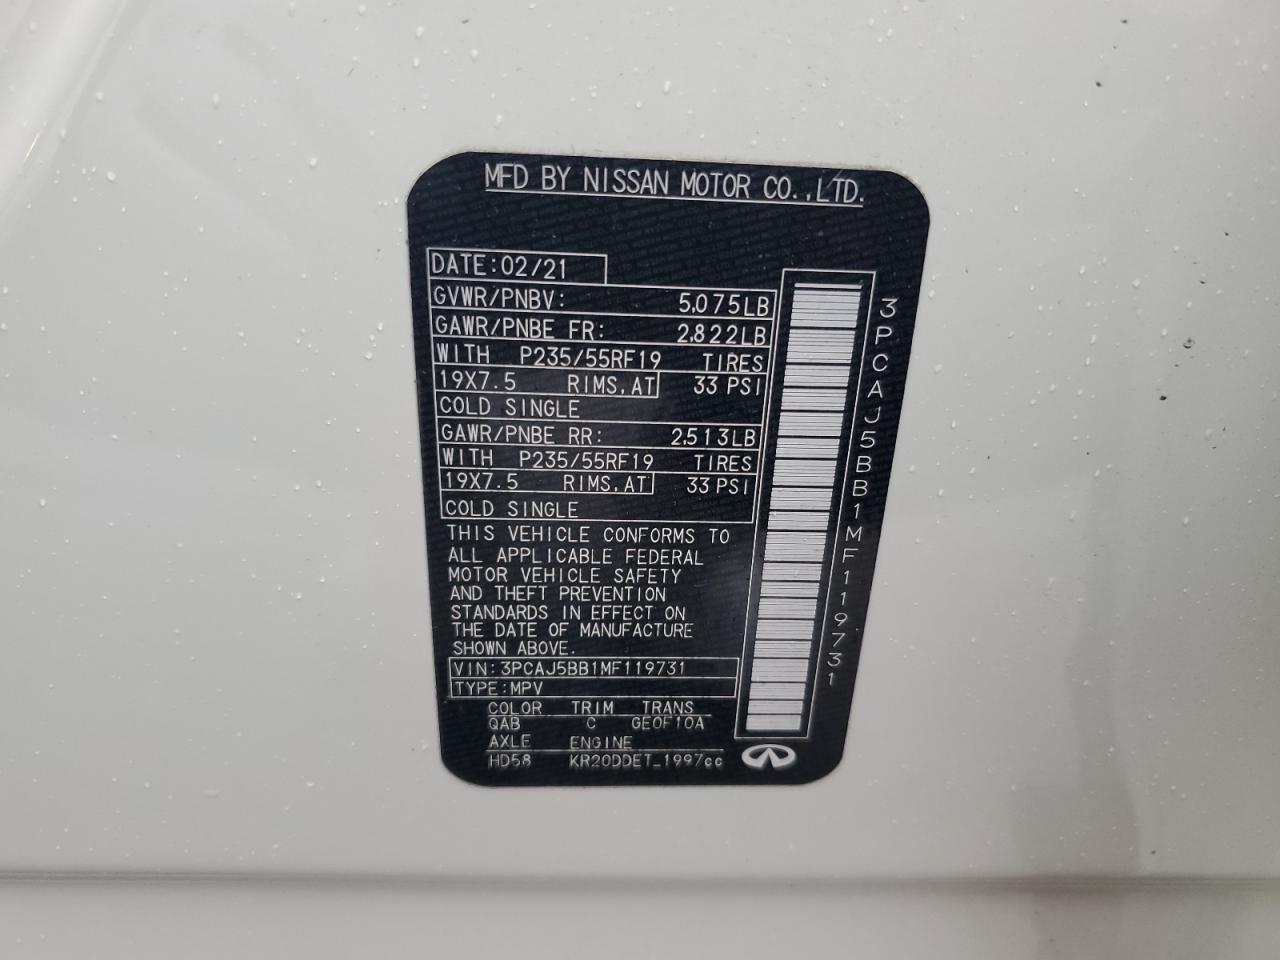 MFD BY NISSAN MOTOR CO.,LTD.
DATE:02/21
GVWR/PNBV: 5,075LB
GAWR/PNBE FR: 2,822LB
WITH P235/55RF19 TIRES
19X7.5 RIMS,AT 33 PSI
COLD SINGLE
GAWR/PNBE RR: 2,513LB
WITH P235/55RF19 TIRES
19X7.5 RIMS,AT 33 PSI
COLD SINGLE
THIS VEHICLE CONFORMS TO
ALL APPLICABLE FEDERAL
MOTOR VEHICLE SAFETY
AND THEFT PREVENTION
STANDARDS IN EFFECT ON
THE DATE OF MANUFACTURE
SHOWN ABOVE.
VIN:3PCAJ5BB1MF119731
TYPE:MPV
COLOR TRIM TRANS
QAB C GE0F10A
AXLE ENGINE
HD58 KR20DDET_1997cc
3PCAJ5BB1MF119731